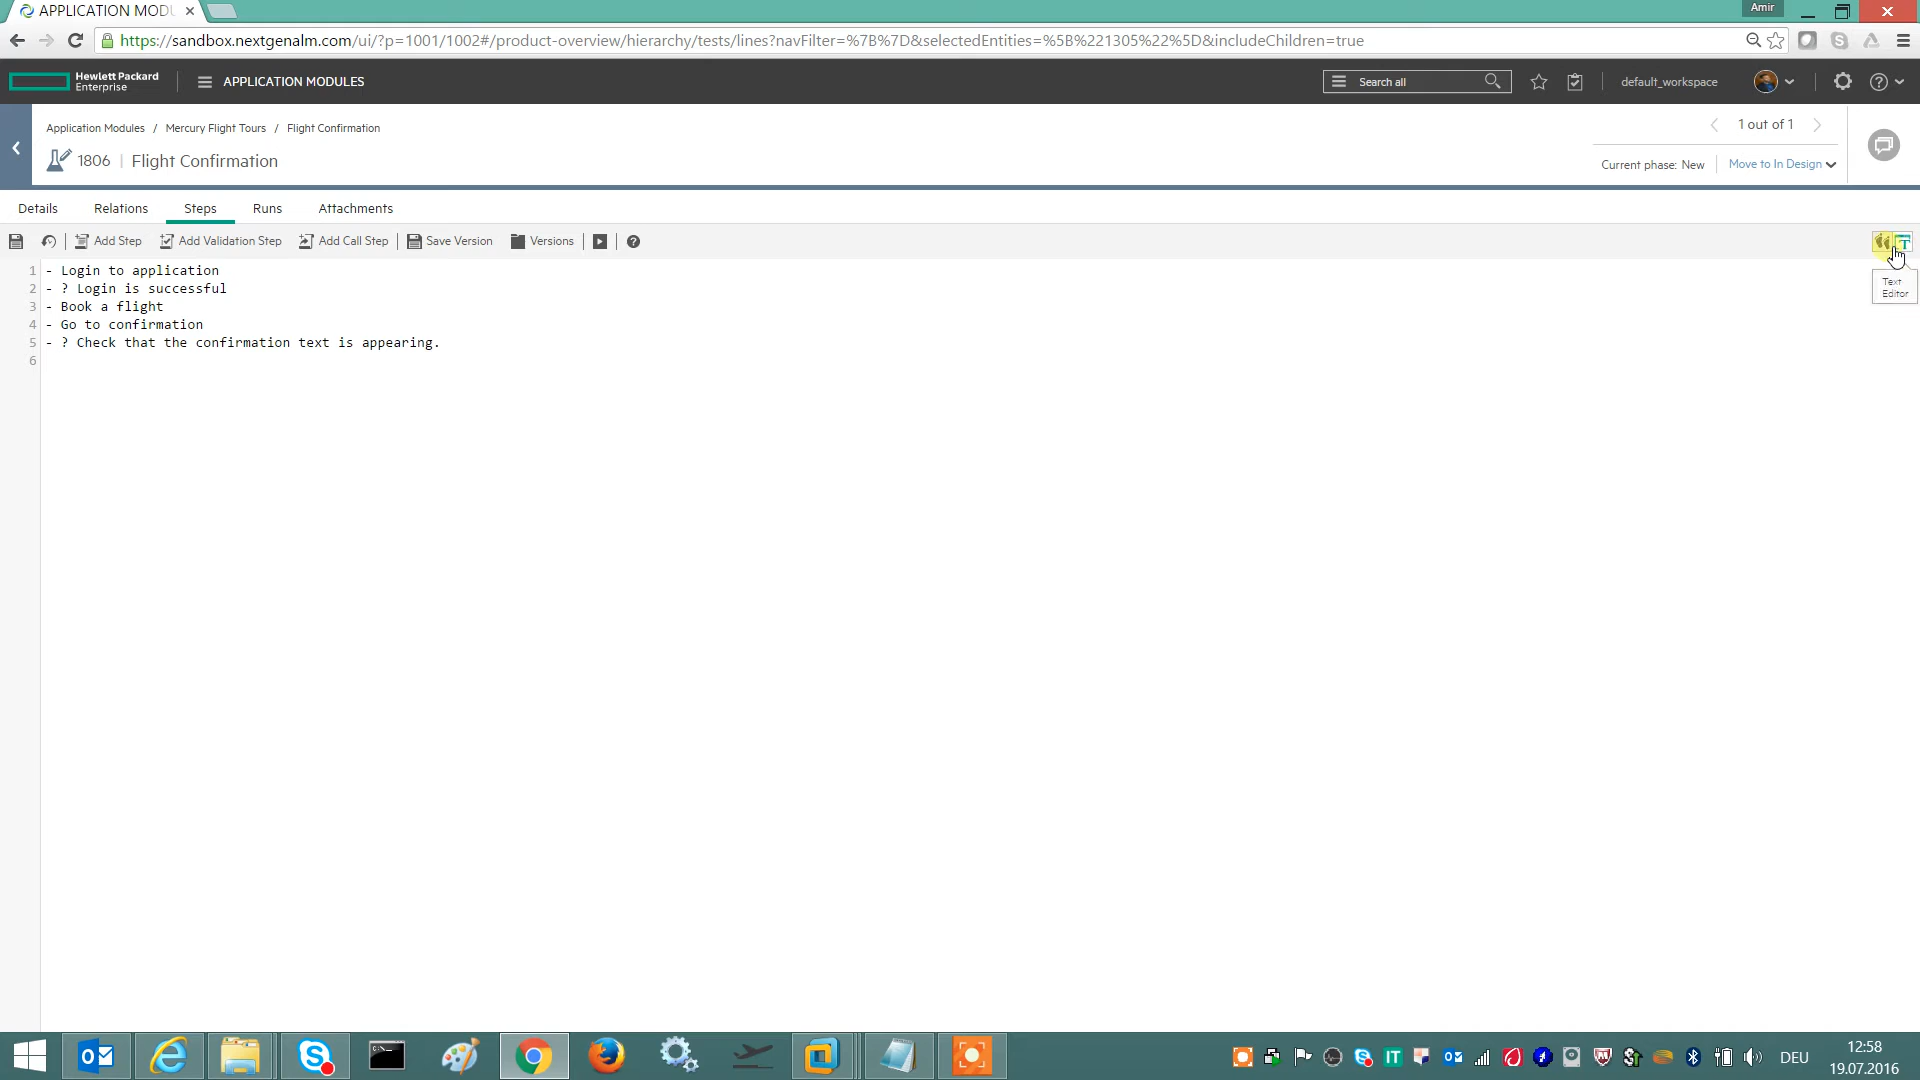 APPLICATION MODU
Amir
https://sandbox.nextgenalm.com/ui/?p=1001/1002#/product-overview/hierarchy/tests/lines?navFilter=%7B%7D&selectedEntities=%5B%221305%22%5D&includeChildren=true
Hewlett Packard
Enterprise
APPLICATION MODULES
Search all
default_workspace
Application Modules / Mercury Flight Tours / Flight Confirmation
1 out of 1
1806 | Flight Confirmation
Current phase: New
Move to In Design
Details
Relations
Steps
Runs
Attachments
Add Step
Add Validation Step
Add Call Step
Save Version
Versions
Text
Editor
1 - Login to application
2 - ? Login is successful
3 - Book a flight
4 - Go to confirmation
5 - ? Check that the confirmation text is appearing.
6
IT
DEU
12:58
19.07.2016